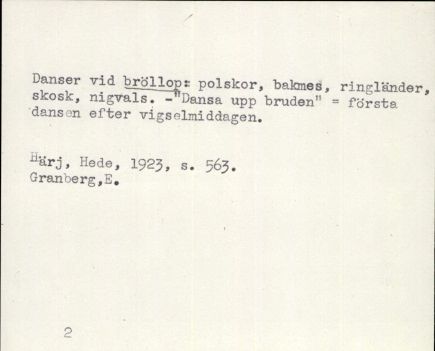 Danser vid bröllop: polskor, bakmes, ringländer,
skosk, nigvals. -"Dansa upp bruden" = första
dansen efter vigselmiddagen.
Härj, Hede, 1923, s. 563.
Granberg,E.
2